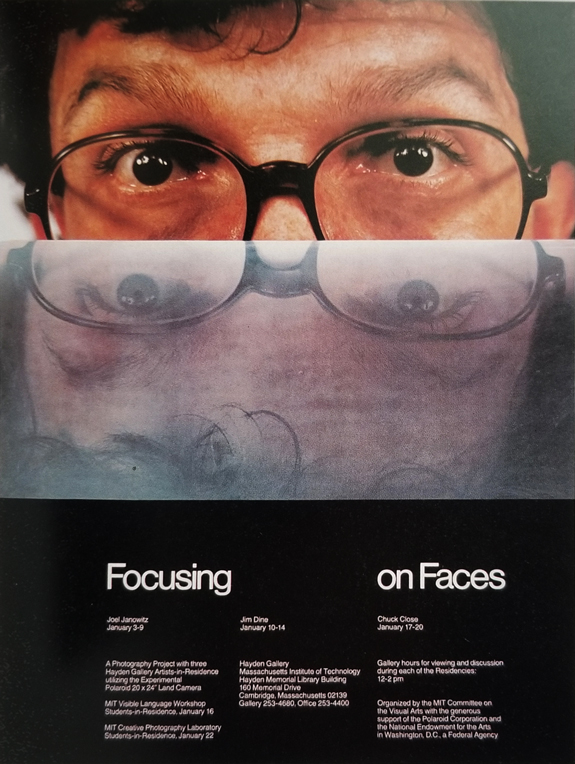 Focusing on Faces
Joel Janowitz
January 3-9
Jim Dine
January 10-14
Chuck Close
January 17-20
A Photography Project with three
Hayden Gallery Artists-in-Residence
utilizing the Experimental
Polaroid 20 x 24" Land Camera
MIT Visible Language Workshop
Students-in-Residence, January 16
MIT Creative Photography Laboratory
Students-in-Residence, January 22
Hayden Gallery
Massachusetts Institute of Technology
Hayden Memorial Library Building
160 Memorial Drive
Cambridge, Massachusetts 02139
Gallery 253-4680, Office 253-4400
Gallery hours for viewing and discussion
during each of the Residencies:
12-2 pm
Organized by the MIT Committee on
the Visual Arts with the generous
support of the Polaroid Corporation and
the National Endowment for the Arts
in Washington, D.C., a Federal Agency